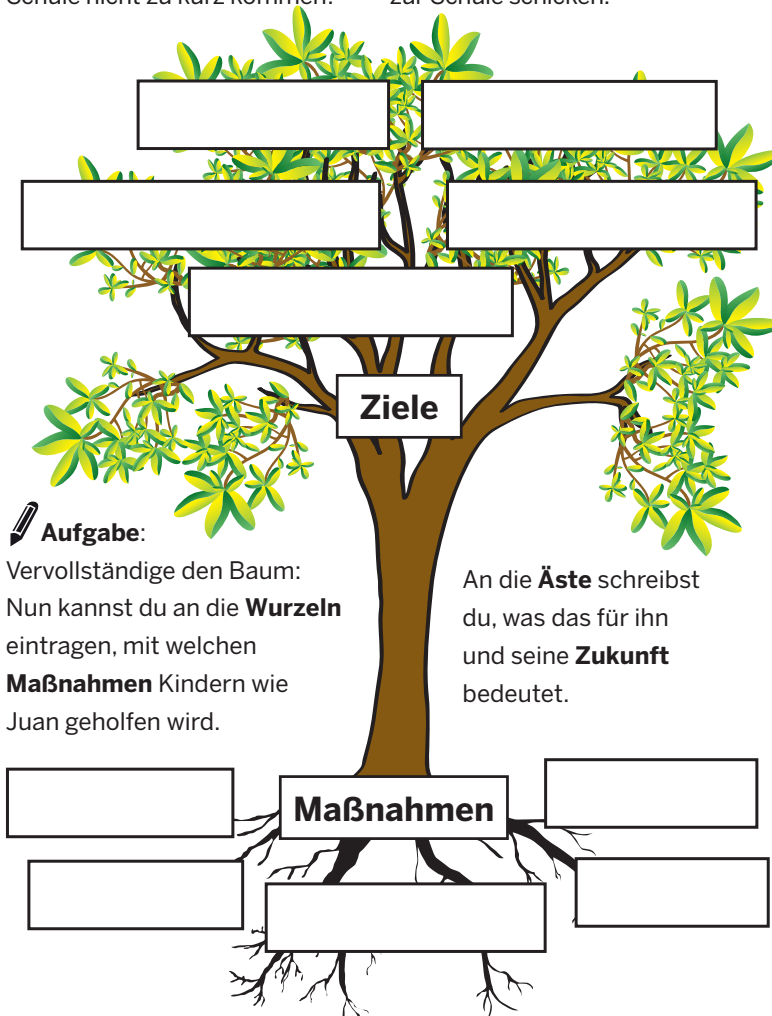 Schule nicht zu kurz kommen.
zur Schule schicken.
Ziele
Aufgabe:
Vervollständige den Baum:
Nun kannst du an die Wurzeln
eintragen, mit welchen
Maßnahmen Kindern wie
Juan geholfen wird.
An die Äste schreibst
du, was das für ihn
und seine Zukunft
bedeutet.
Maßnahmen